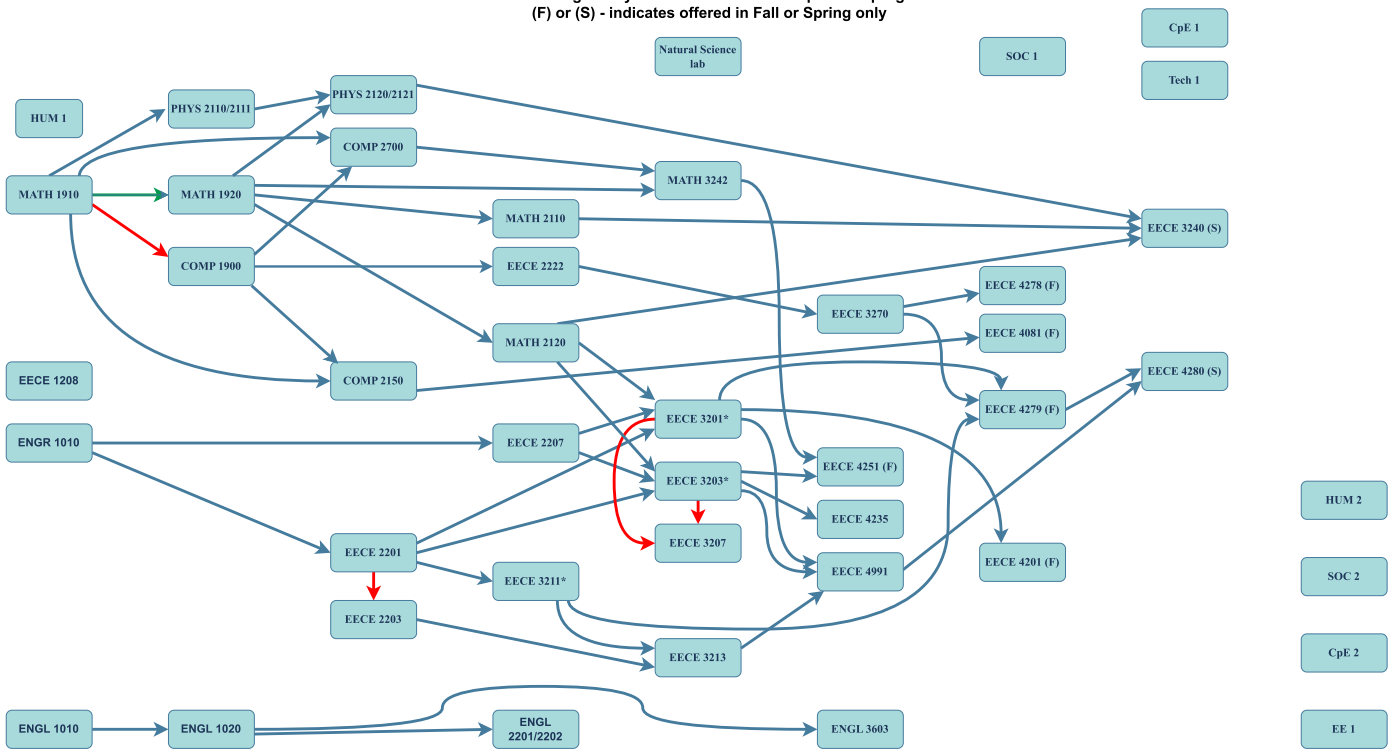 (F) or (S) - indicates offered in Fall or Spring only
CpE 1
Natural Science
lab
SOC 1
Tech 1
HUM 1
PHYS 2110/2111
PHYS 2120/2121
COMP 2700
MATH 1910
MATH 1920
MATH 3242
MATH 2110
EECE 3240 (S)
COMP 1900
EECE 2222
EECE 4278 (F)
EECE 3270
EECE 4081 (F)
MATH 2120
EECE 1208
COMP 2150
EECE 4280 (S)
EECE 3201*
EECE 4279 (F)
ENGR 1010
EECE 2207
EECE 4251 (F)
EECE 3203*
HUM 2
EECE 4235
EECE 3207
EECE 2201
EECE 4201 (F)
EECE 3211*
EECE 4991
SOC 2
EECE 2203
EECE 3213
CpE 2
ENGL 1010
ENGL 1020
ENGL
2201/2202
ENGL 3603
EE 1